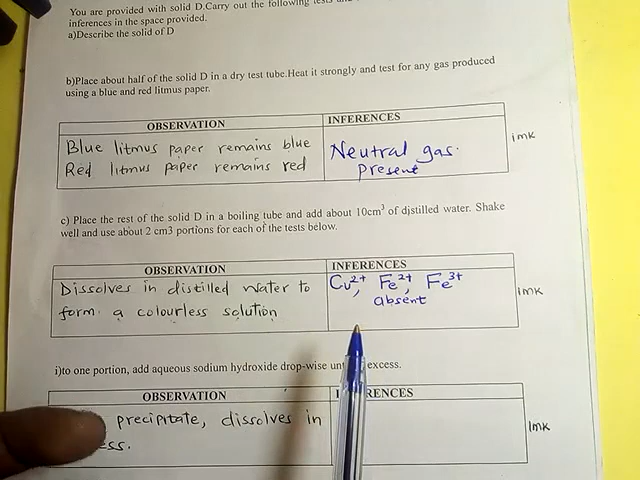 You are provided with solid D.Carry out the following tests and
inferences in the space provided.
a)Describe the solid of D
b)Place about half of the solid D in a dry test tube.Heat it strongly and test for any gas produced
using a blue and red litmus paper.
OBSERVATION INFERENCES
Blue litmus paper remains blue
Red litmus paper remains red
Neutral gas.
present
1mk
c) Place the rest of the solid D in a boiling tube and add about 10cm³ of distilled water. Shake
well and use about 2 cm3 portions for each of the tests below.
OBSERVATION INFERENCES
Dissolves in distilled water to
form a colourless solution
Cu²⁺, Fe²⁺, Fe³⁺
absent
1mk
i)to one portion, add aqueous sodium hydroxide drop-wise excess.
OBSERVATION
precipitate, dissolves in
1mk